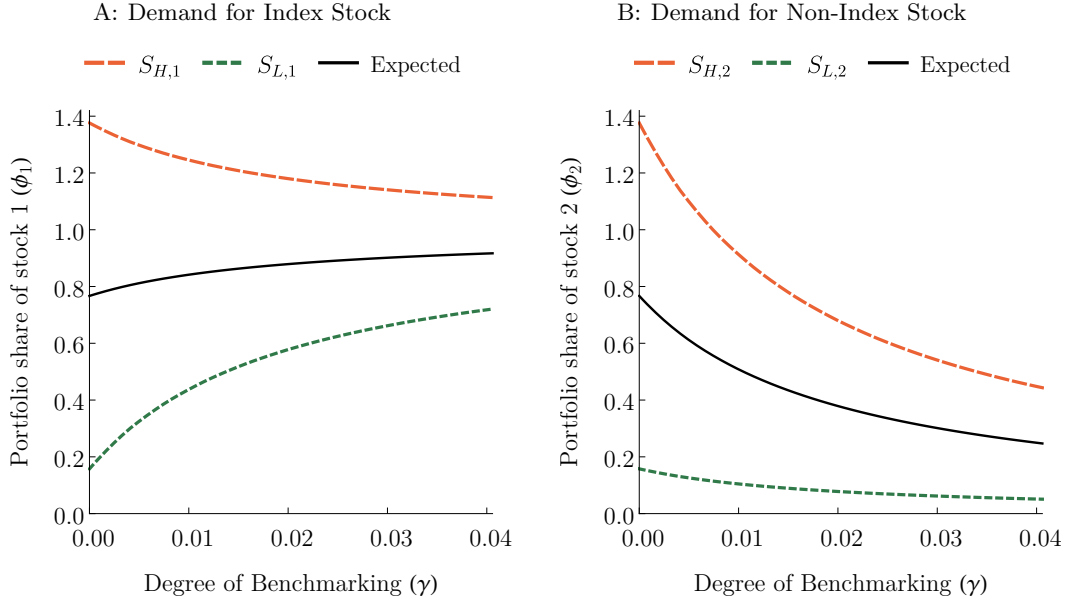 A: Demand for Index Stock
S_{H,1} S_{L,1} Expected
Portfolio share of stock 1 (ϕ_1)
1.4
1.2
1.0
0.8
0.6
0.4
0.2
0.0
0.00 0.01 0.02 0.03 0.04
Degree of Benchmarking (γ)
B: Demand for Non-Index Stock
S_{H,2} S_{L,2} Expected
Portfolio share of stock 2 (ϕ_2)
1.4
1.2
1.0
0.8
0.6
0.4
0.2
0.0
0.00 0.01 0.02 0.03 0.04
Degree of Benchmarking (γ)